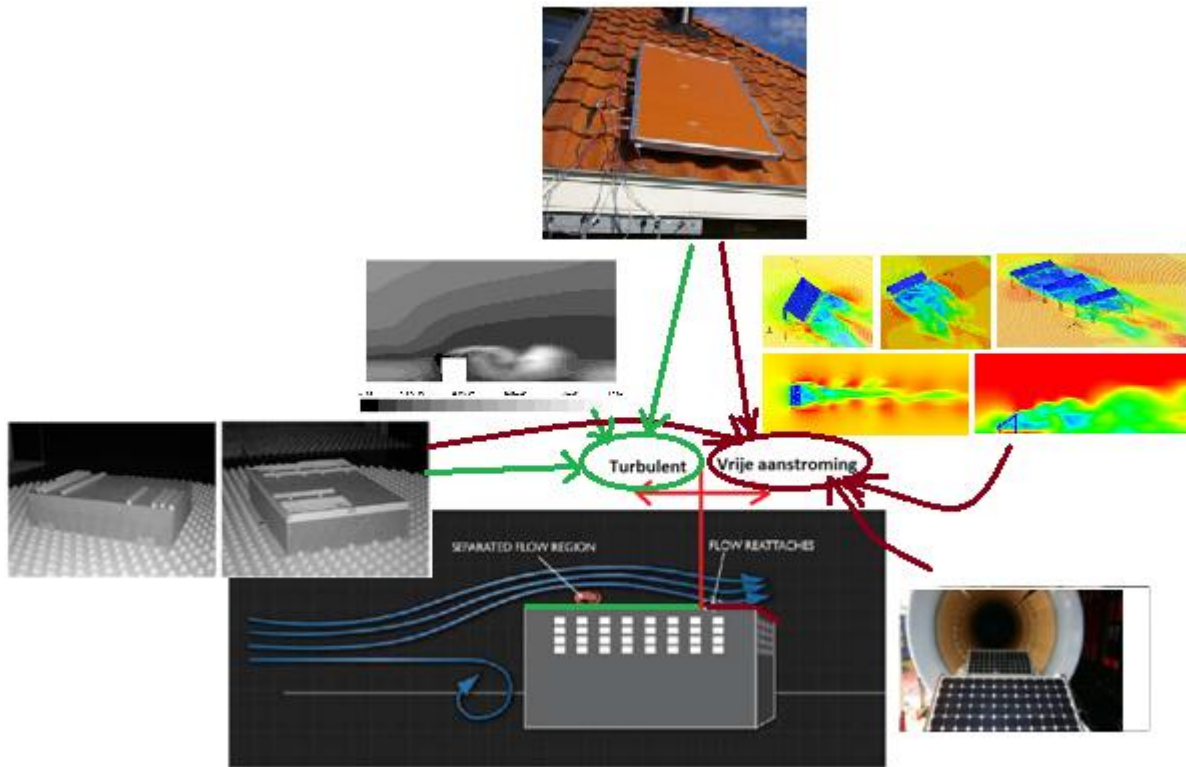 Turbulent
Vrije aanstroming
SEPARATED FLOW REGION
FLOW REATTACHES